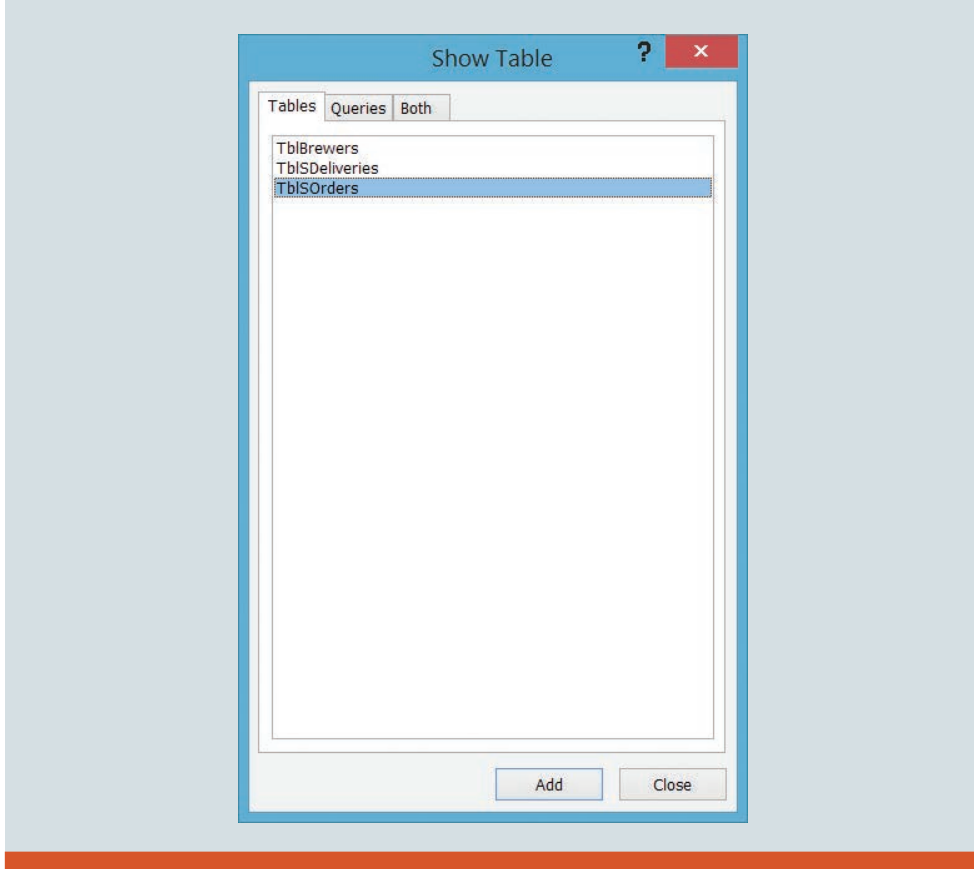 Show Table ? ×
Tables Queries Both
TblBrewers
TblSDeliveries
TblSOrders
Add Close